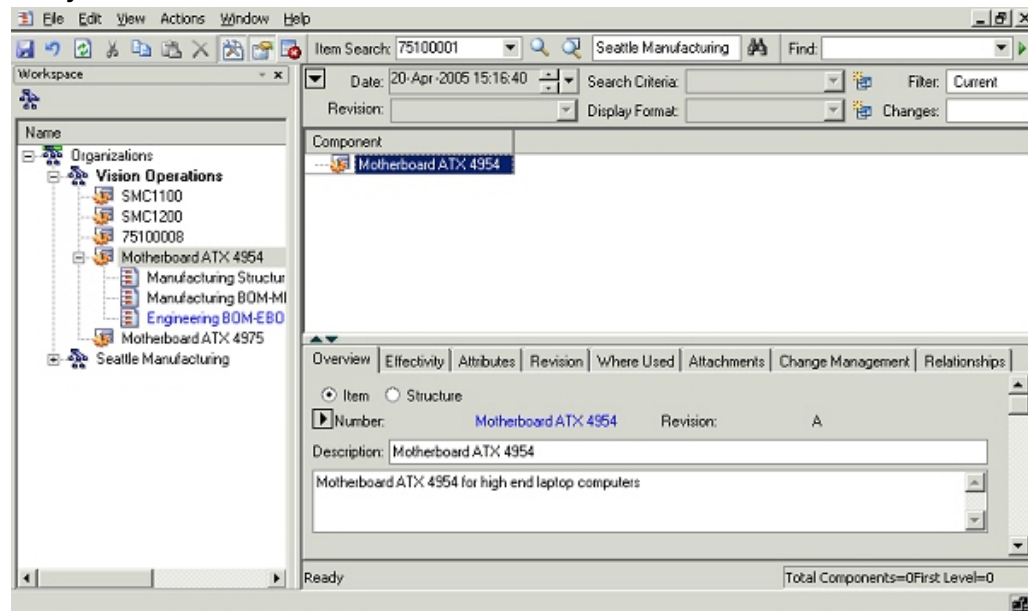 File Edit View Actions Window Help
Item Search: 75100001 Seattle Manufacturing Find:
Workspace
Date: 20-Apr-2005 15:16:40 Search Criteria: Filter: Current
Revision: Display Format: Changes:
Name
Component
Organizations
Motherboard ATX 4954
Vision Operations
SMC1100
SMC1200
75100008
Motherboard ATX 4954
Manufacturing Structur
Manufacturing BOM-MI
Engineering BOM-EBO
Motherboard ATX 4975
Seattle Manufacturing
Overview Effectivity Attributes Revision Where Used Attachments Change Management Relationships
Item Structure
Number: Motherboard ATX 4954 Revision: A
Description: Motherboard ATX 4954
Motherboard ATX 4954 for high end laptop computers
Ready Total Components=0First Level=0